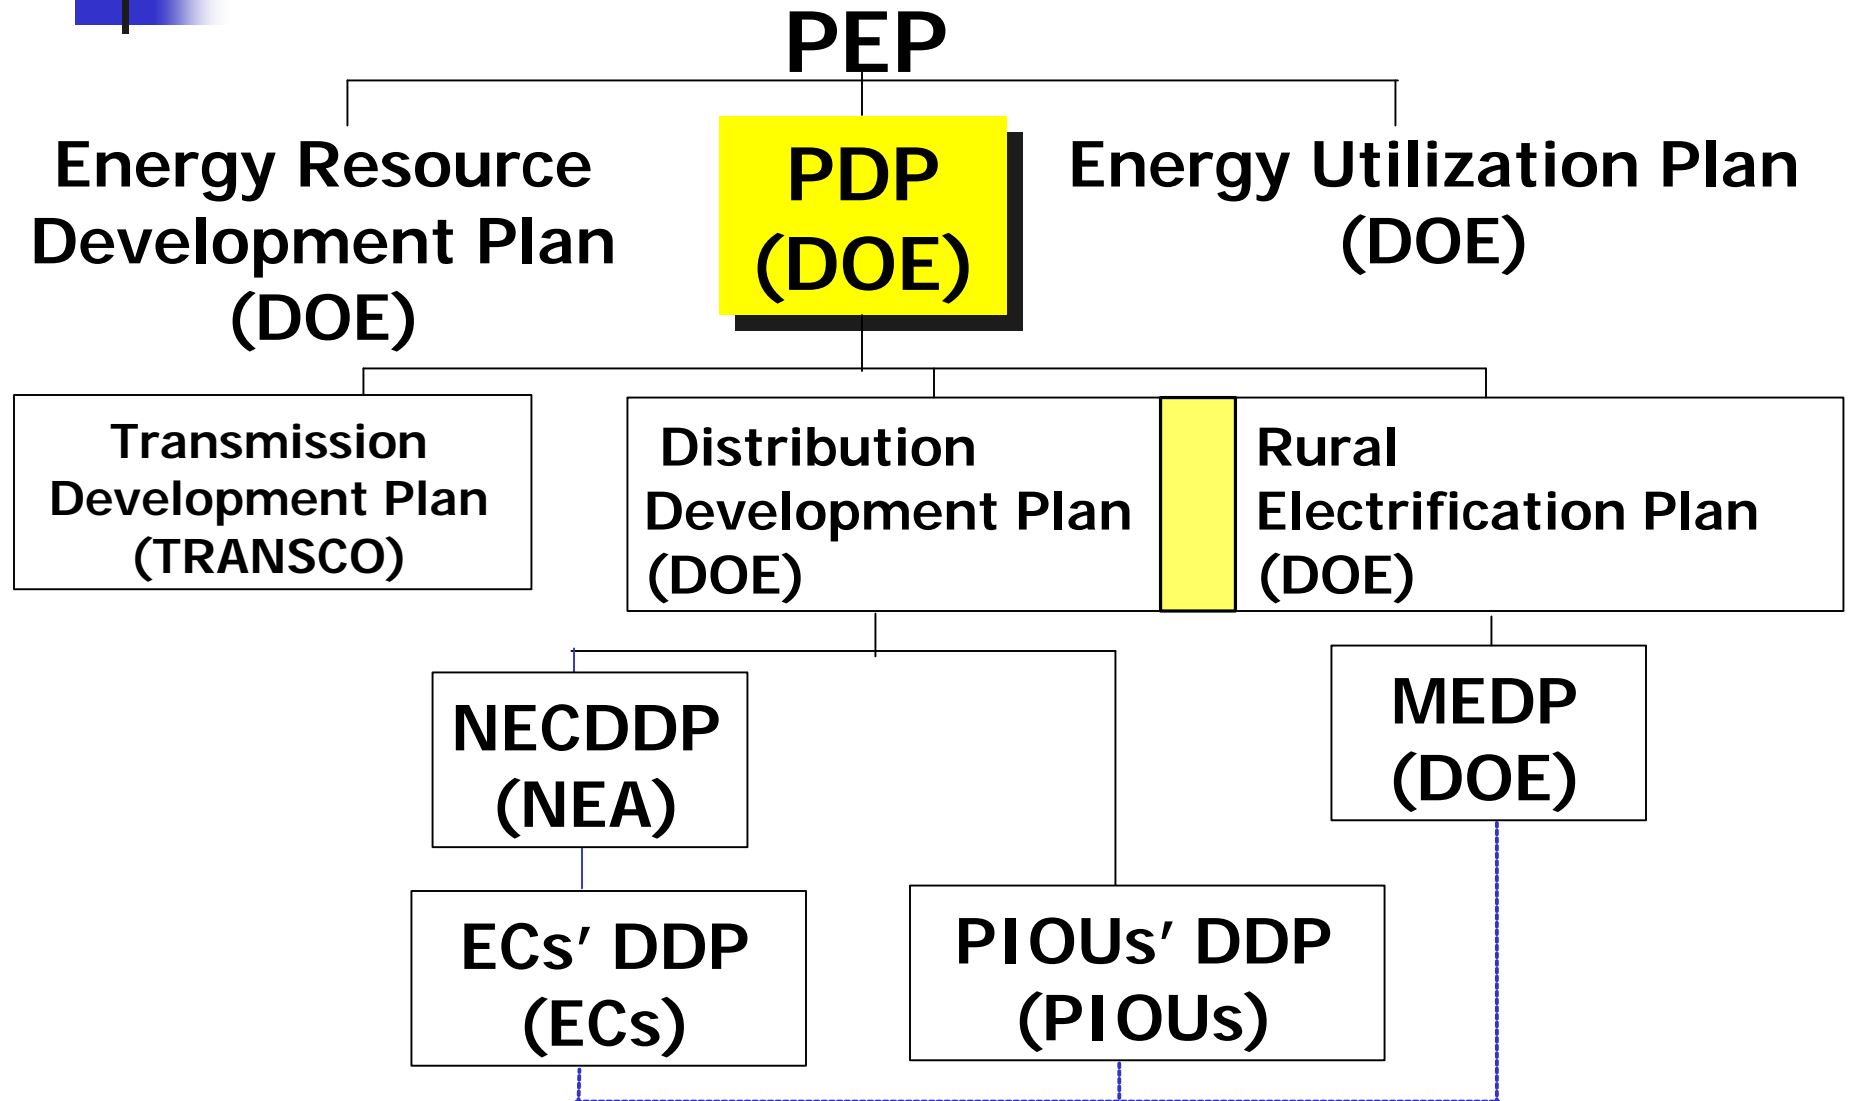 PEP
Energy Resource
Development Plan
(DOE)
PDP
(DOE)
Energy Utilization Plan
(DOE)
Transmission
Development Plan
(TRANSCO)
Distribution
Development Plan
(DOE)
Rural
Electrification Plan
(DOE)
NECDDP
(NEA)
MEDP
(DOE)
ECs’ DDP
(ECs)
PIOUs’ DDP
(PIOUs)